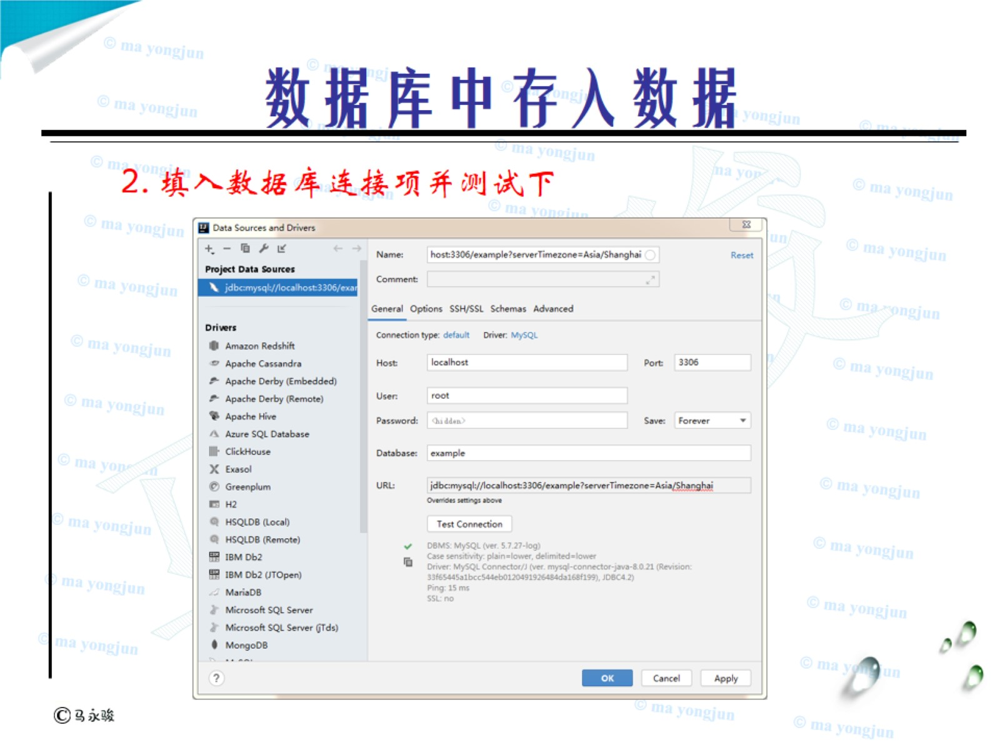 数据库中存入数据
2. 填入数据库连接项并测试下
Data Sources and Drivers
Project Data Sources
jdbc:mysql://localhost:3306/exar
Drivers
Amazon Redshift
Apache Cassandra
Apache Derby (Embedded)
Apache Derby (Remote)
Apache Hive
Azure SQL Database
ClickHouse
Exasol
Greenplum
H2
HSQLDB (Local)
HSQLDB (Remote)
IBM Db2
IBM Db2 (JTOpen)
MariaDB
Microsoft SQL Server
Microsoft SQL Server (jTds)
MongoDB
Name: host:3306/example?serverTimezone=Asia/Shanghai Reset
Comment:
General Options SSH/SSL Schemas Advanced
Connection type: default Driver: MySQL
Host: localhost Port: 3306
User: root
Password: <hidden> Save: Forever
Database: example
URL: jdbc:mysql://localhost:3306/example?serverTimezone=Asia/Shanghai
Overrides settings above
Test Connection
DBMS: MySQL (ver. 5.7.27-log)
Case sensitivity: plain=lower, delimited=lower
Driver: MySQL Connector/J (ver. mysql-connector-java-8.0.21 (Revision:
33f65445a1bcc544eb0120491926484da168f199), JDBC4.2)
Ping: 15 ms
SSL: no
? OK Cancel Apply
©马永骏
© ma yongjun